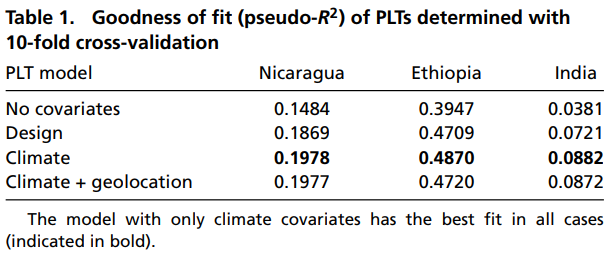 Table 1. Goodness of fit (pseudo-R²) of PLTs determined with
10-fold cross-validation
PLT model Nicaragua Ethiopia India
No covariates 0.1484 0.3947 0.0381
Design 0.1869 0.4709 0.0721
Climate 0.1978 0.4870 0.0882
Climate + geolocation 0.1977 0.4720 0.0872
The model with only climate covariates has the best fit in all cases
(indicated in bold).